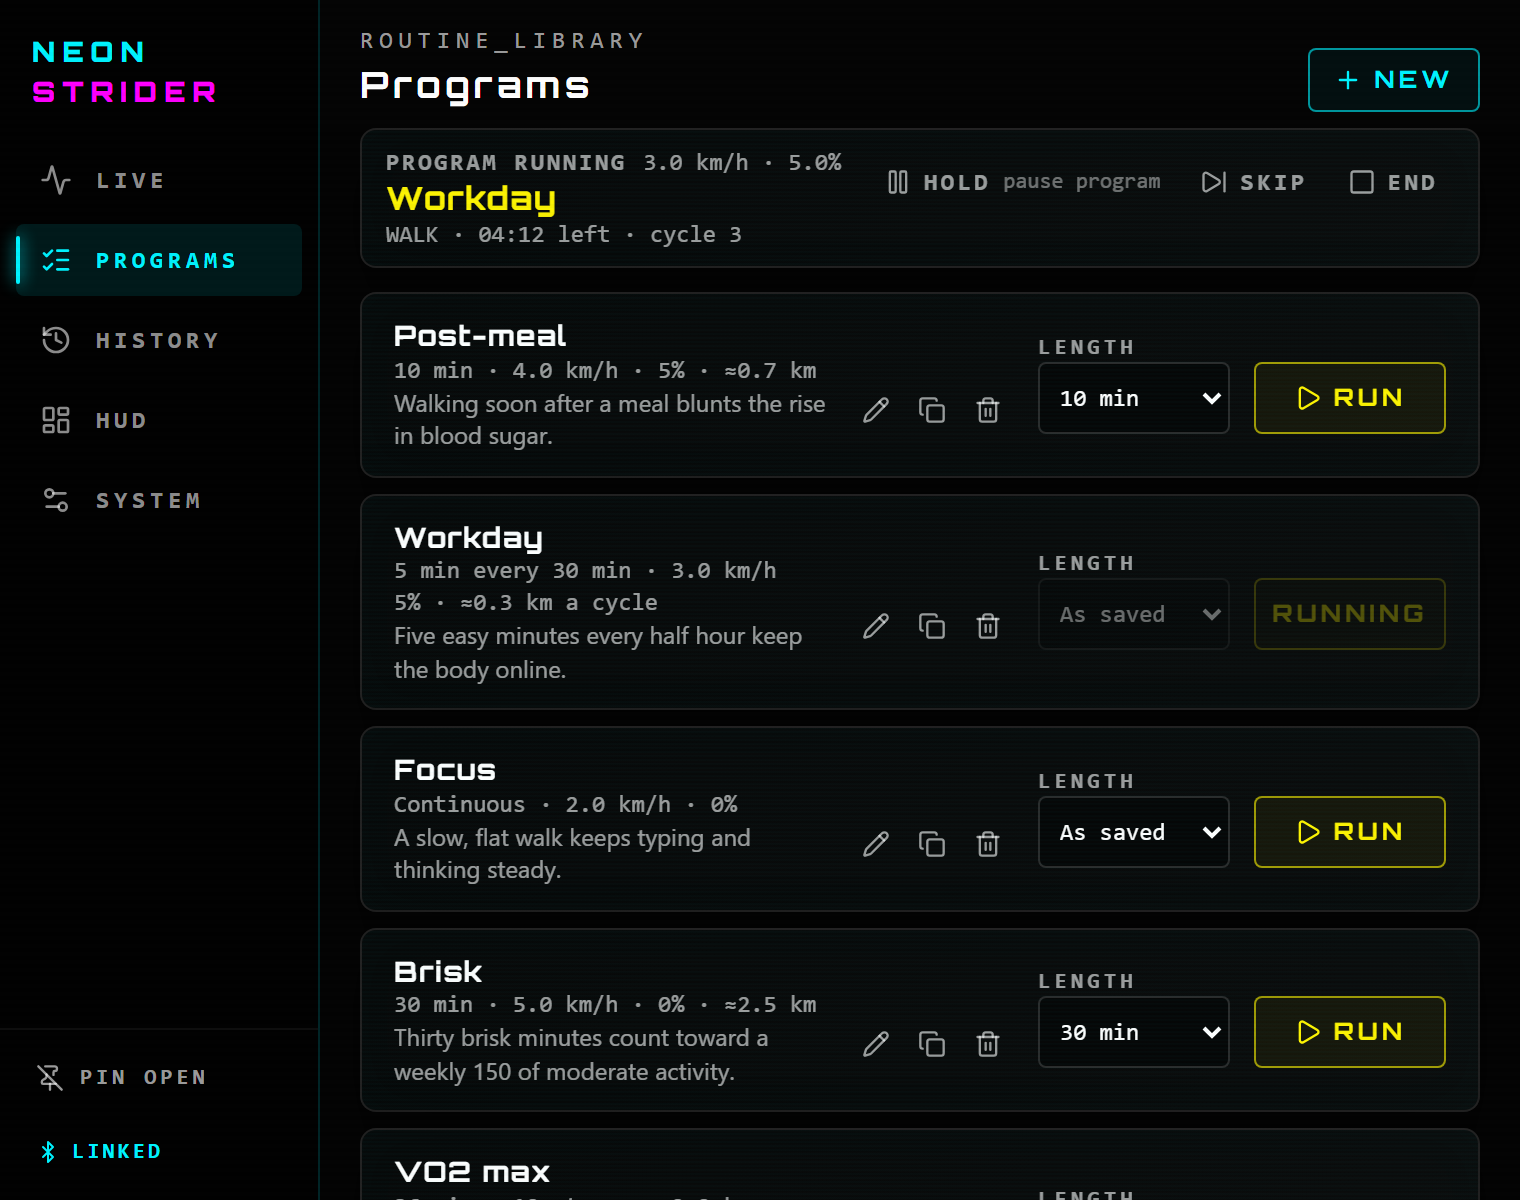 NEON
STRIDER
LIVE
PROGRAMS
HISTORY
HUD
SYSTEM
PIN OPEN
LINKED
ROUTINE_LIBRARY
Programs
+ NEW
PROGRAM RUNNING 3.0 km/h · 5.0%
Workday
WALK · 04:12 left · cycle 3
HOLD pause program
SKIP
END
Post-meal
10 min · 4.0 km/h · 5% · ≈0.7 km
Walking soon after a meal blunts the rise
in blood sugar.
LENGTH
10 min
RUN
Workday
5 min every 30 min · 3.0 km/h
5% · ≈0.3 km a cycle
Five easy minutes every half hour keep
the body online.
LENGTH
As saved
RUNNING
Focus
Continuous · 2.0 km/h · 0%
A slow, flat walk keeps typing and
thinking steady.
LENGTH
As saved
RUN
Brisk
30 min · 5.0 km/h · 0% · ≈2.5 km
Thirty brisk minutes count toward a
weekly 150 of moderate activity.
LENGTH
30 min
RUN
VO2 max
LENGTH